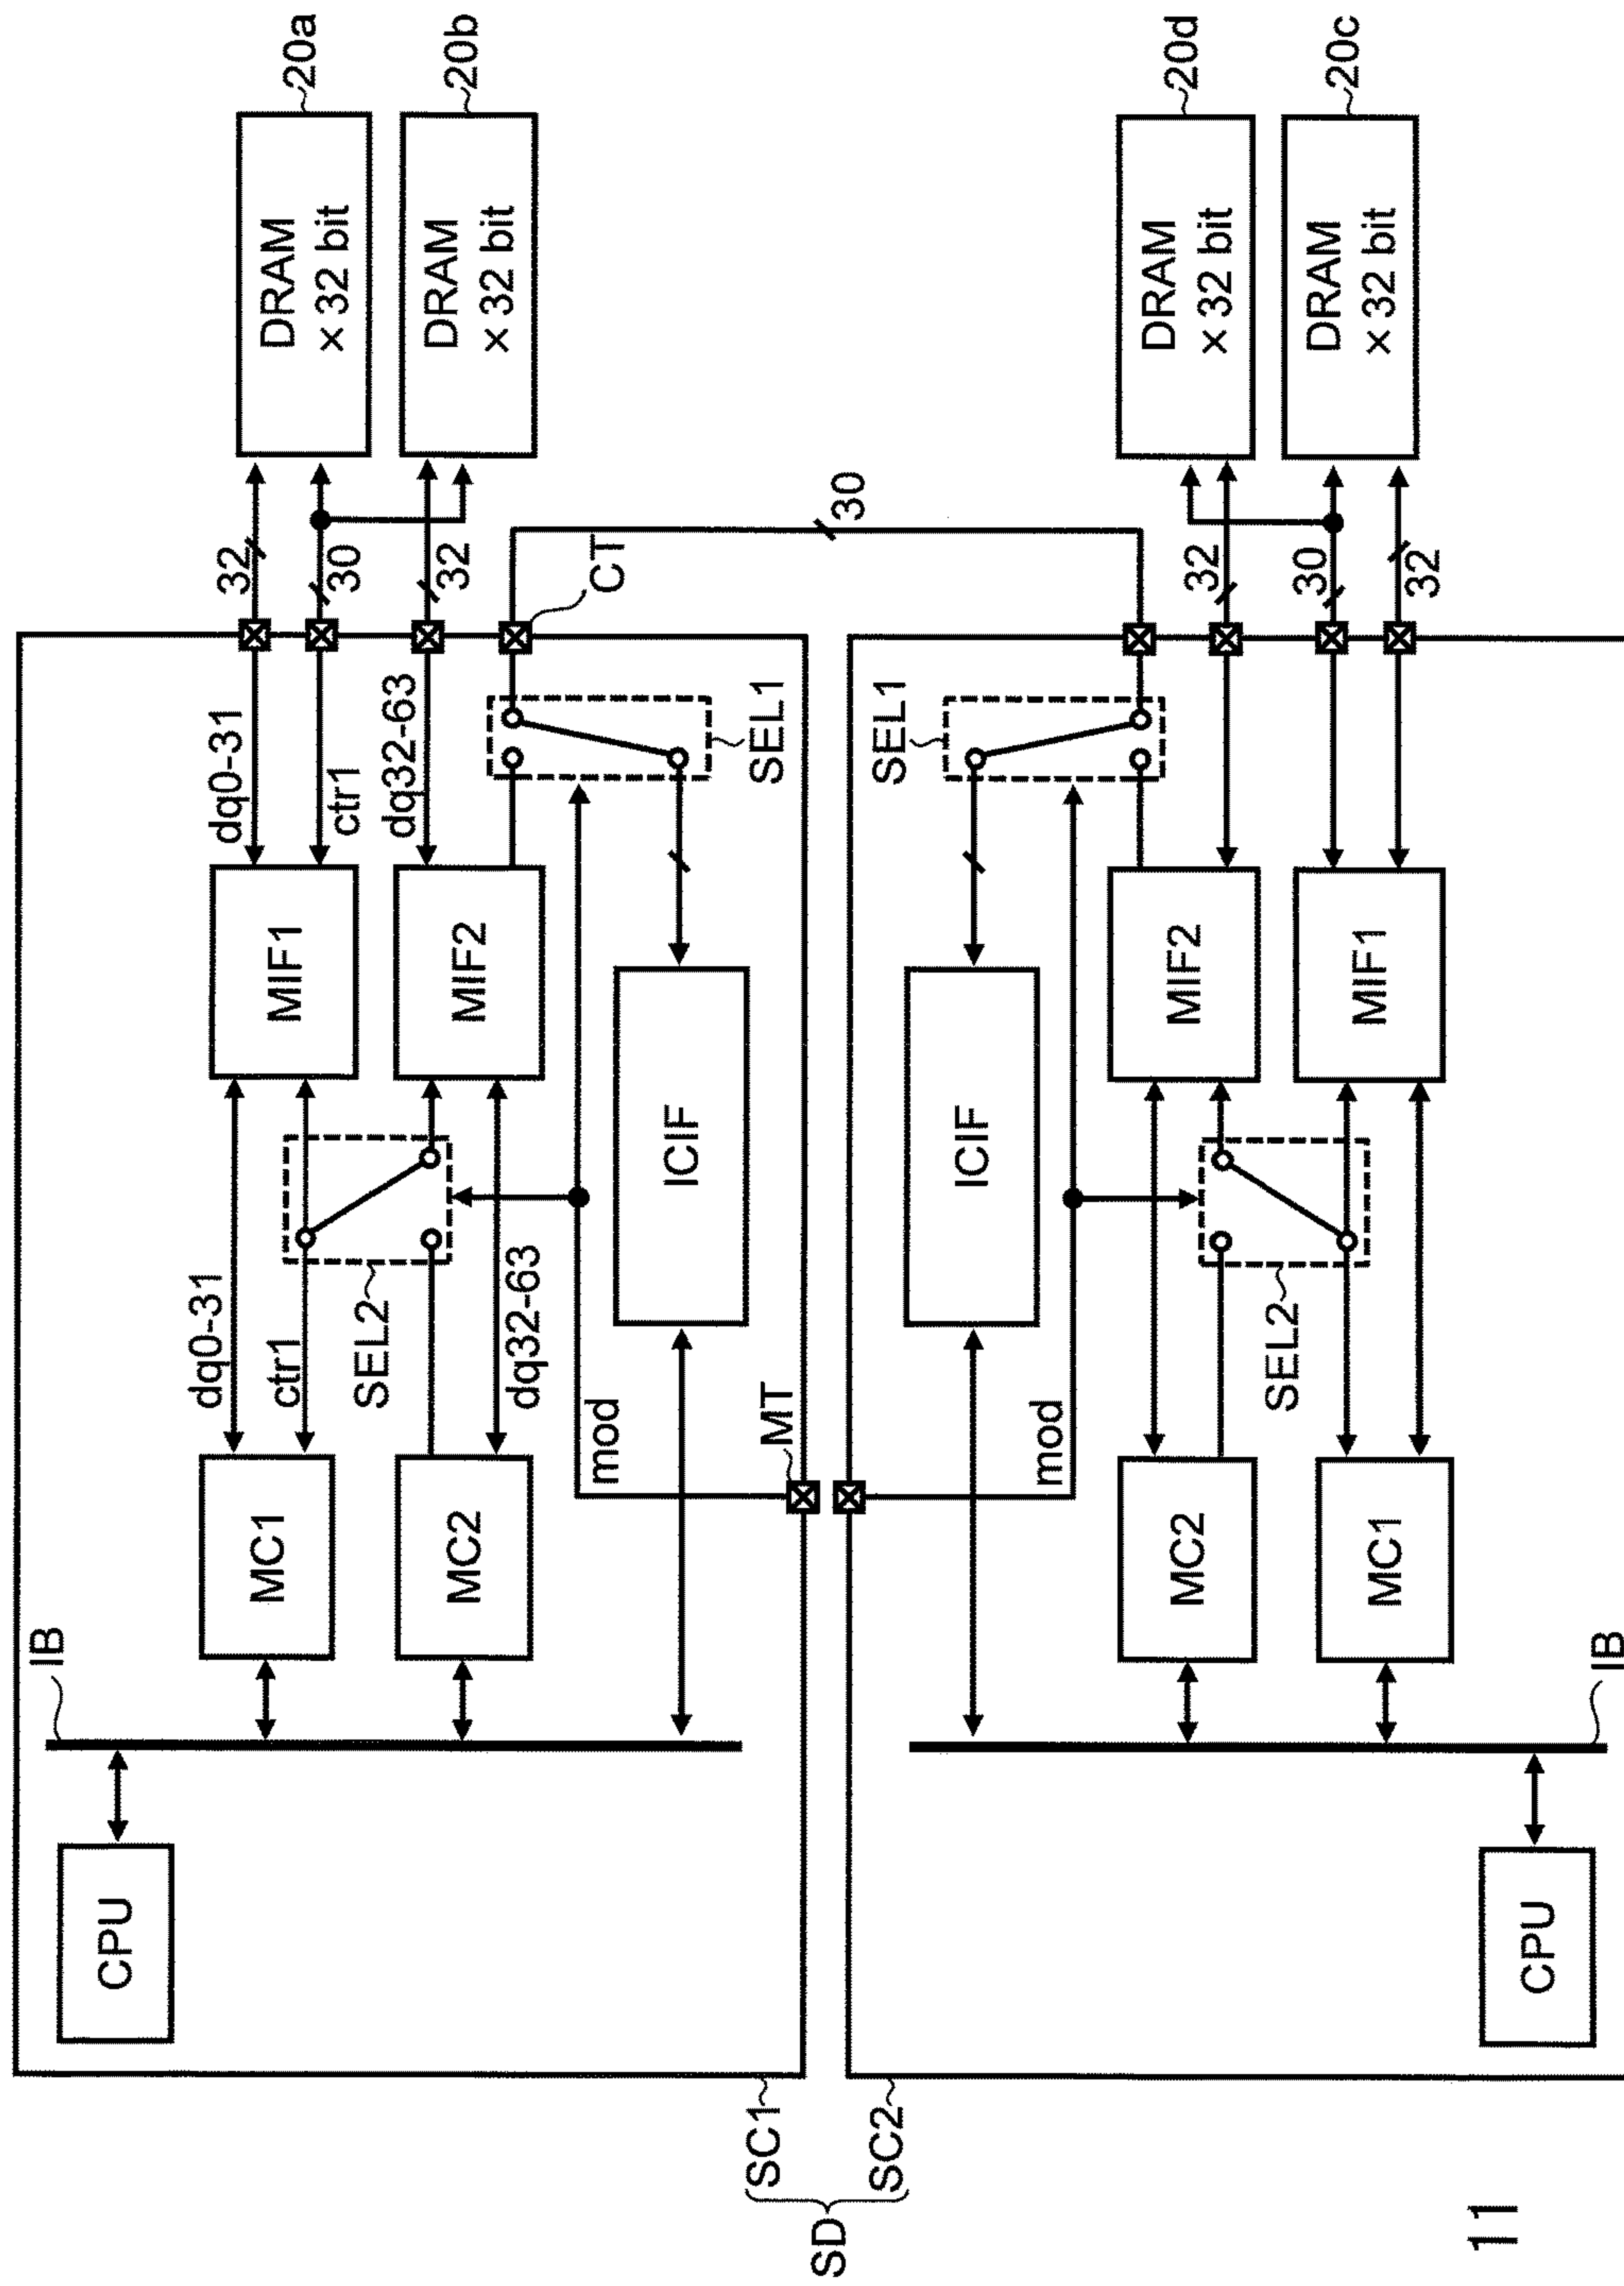 20a
20b
20d
20c
DRAM
×32 bit
DRAM
×32 bit
DRAM
×32 bit
DRAM
×32 bit
32
30
32
CT
30
32
30
32
dq0-31
ctr1
dq32-63
SEL1
SEL1
MIF1
MIF2
MIF2
MIF1
ICIF
ICIF
dq0-31
ctr1
SEL2
dq32-63
SEL2
mod
MT
mod
MC1
MC2
MC2
MC1
IB
IB
CPU
CPU
SC1
SC2
SD
11